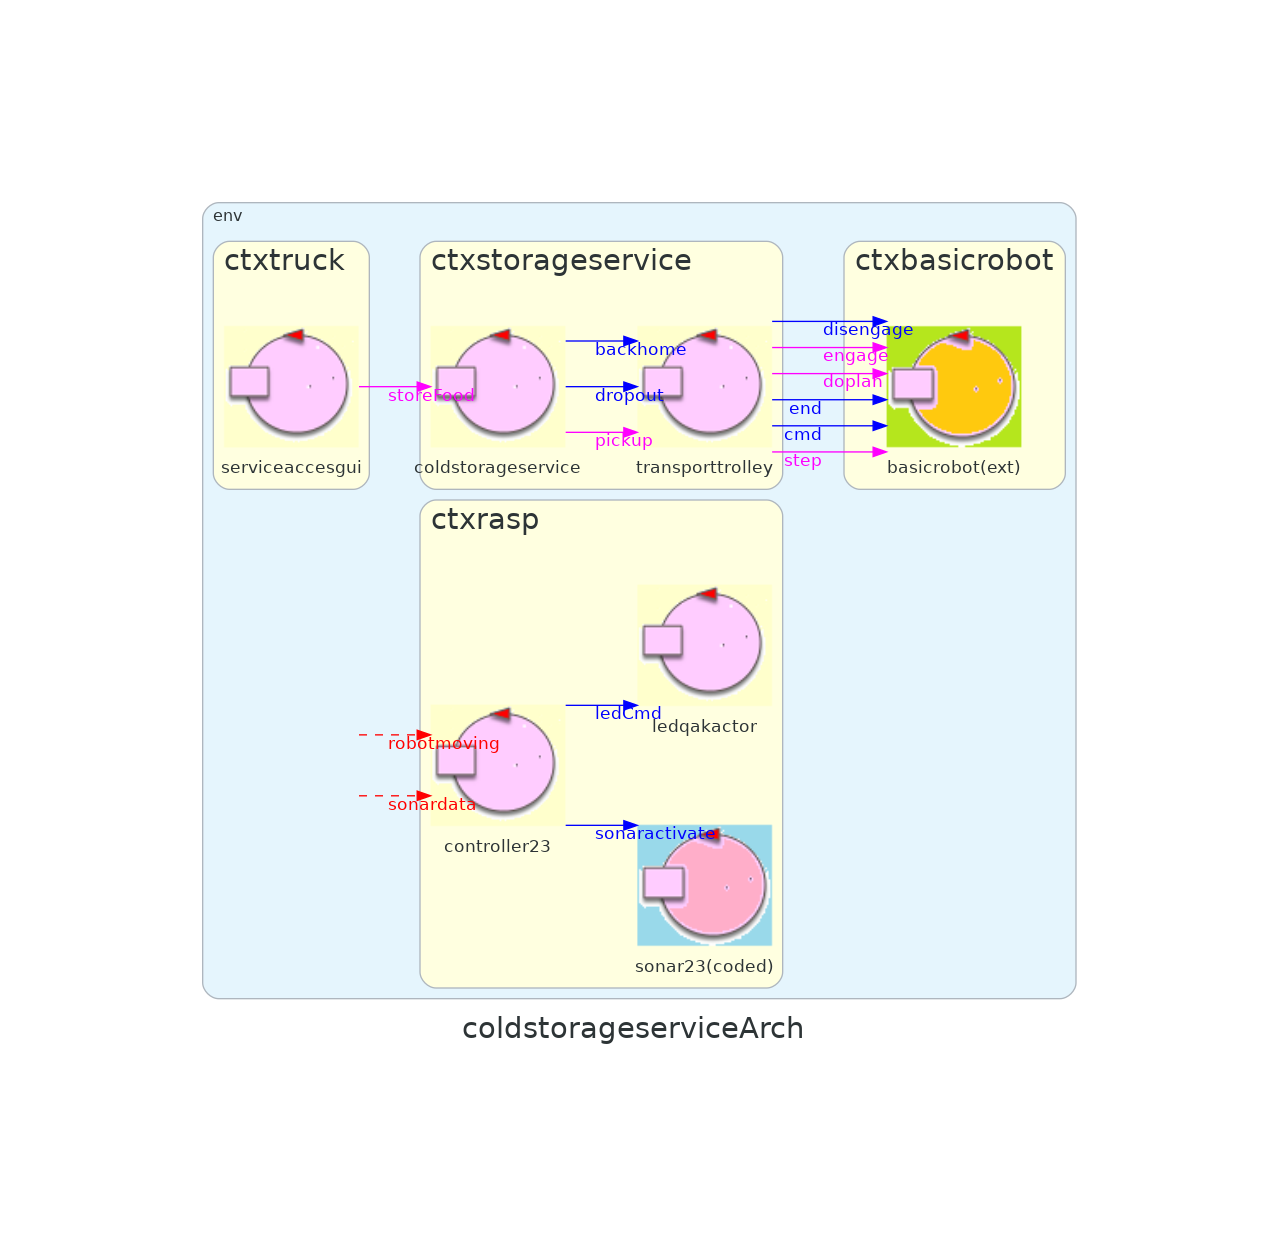 env
ctxtruck
ctxstorageservice
ctxbasicrobot
disengage
backhome
engage
doplan
storeFood
dropout
end
cmd
pickup
step
serviceaccesgui
coldstorageservice
transporttrolley
basicrobot(ext)
ctxrasp
ledCmd
ledqakactor
robotmoving
sonardata
sonaractivate
controller23
sonar23(coded)
coldstorageserviceArch